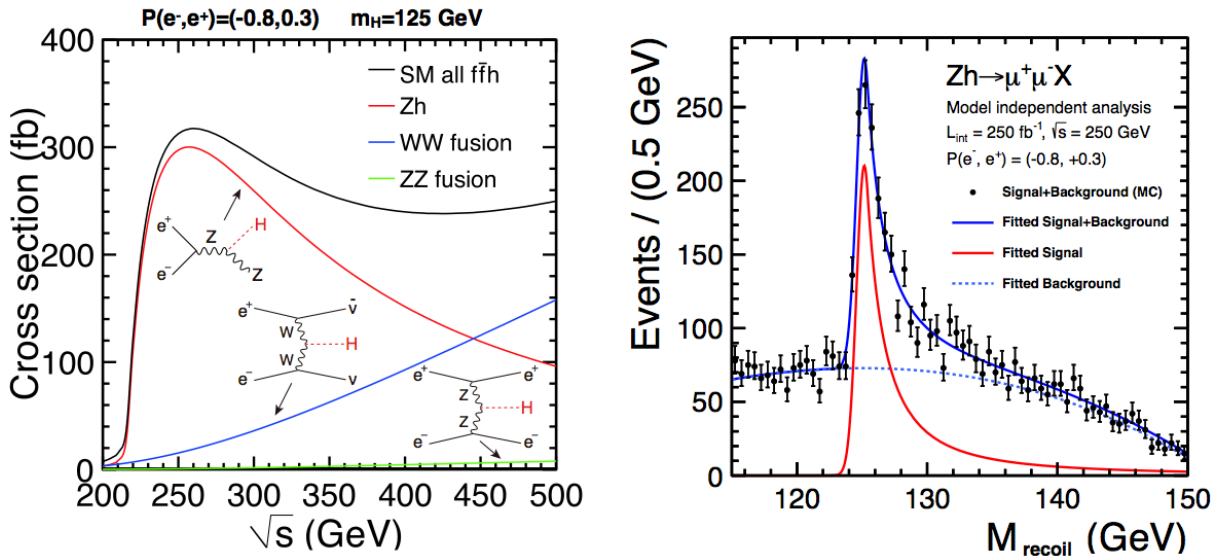 P(e⁻,e⁺)=(-0.8,0.3) m_H=125 GeV
Cross section (fb)
400
300
200
100
0
SM all ff̄h
Zh
WW fusion
ZZ fusion
e⁺
e⁻
Z
H
Z
e⁺
e⁻
W
W
ν̄
H
ν
e⁺
e⁻
Z
Z
e⁺
H
e⁻
200 250 300 350 400 450 500
√s (GeV)
Events / (0.5 GeV)
250
200
150
100
50
0
Zh→μ⁺μ⁻X
Model independent analysis
L_int = 250 fb⁻¹, √s = 250 GeV
P(e⁻, e⁺) = (-0.8, +0.3)
Signal+Background (MC)
Fitted Signal+Background
Fitted Signal
Fitted Background
120 130 140 150
M_recoil (GeV)